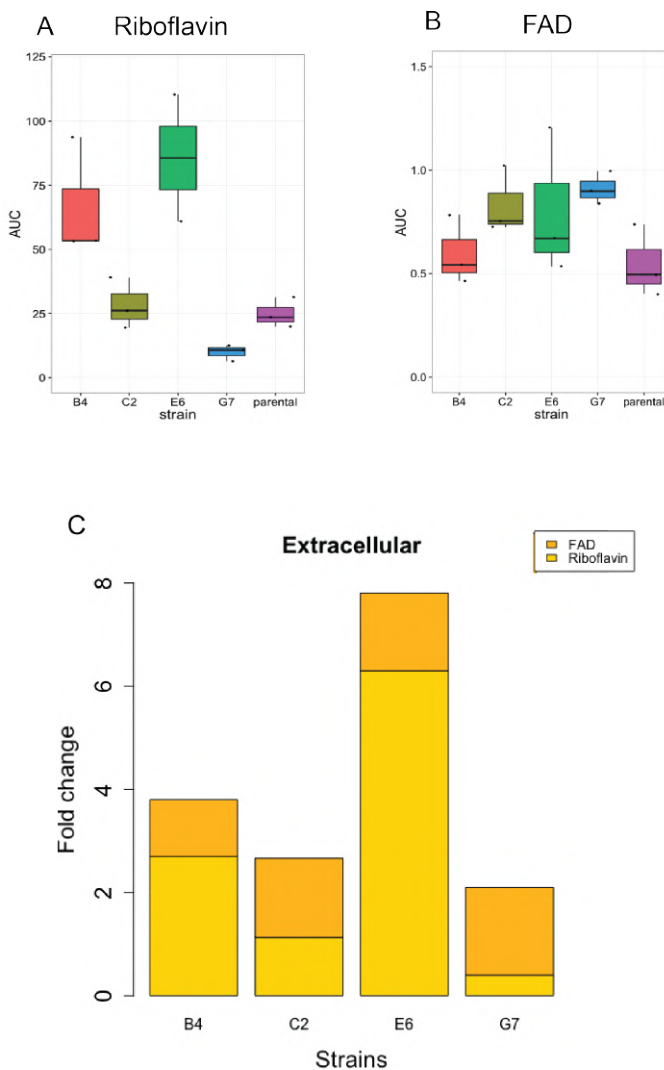 A Riboflavin
125
100
75
50
25
0
AUC
B4 C2 E6 G7 parental
strain
B FAD
1.5
1.0
0.5
0.0
AUC
B4 C2 E6 G7 parental
strain
C
Extracellular
FAD
Riboflavin
8
6
4
2
0
Fold change
B4 C2 E6 G7
Strains